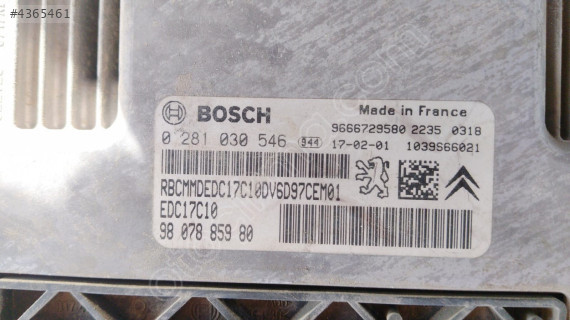 #4365461
BOSCH
Made in France
0 281 030 546 944
9666729580 2235 0318
17-02-01 1039S66021
RBCMMDEDC17C10DV6D97CEM01
EDC17C10
98 078 859 80